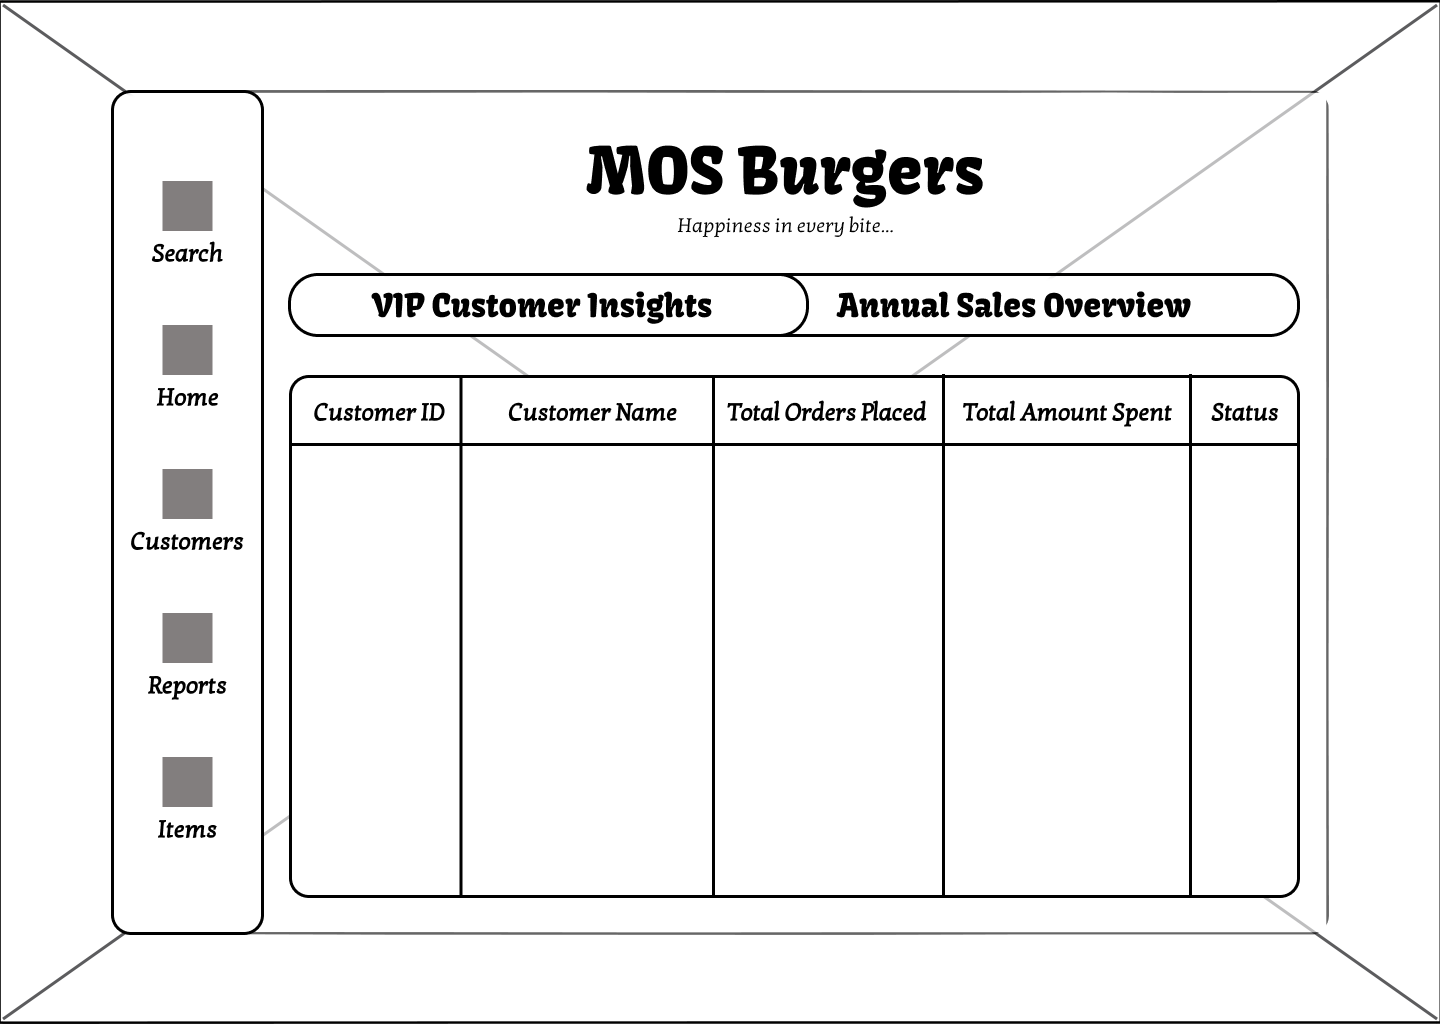 MOS Burgers
Happiness in every bite...
Search
Home
Customers
Reports
Items
VIP Customer Insights
Annual Sales Overview
Customer ID
Customer Name
Total Orders Placed
Total Amount Spent
Status